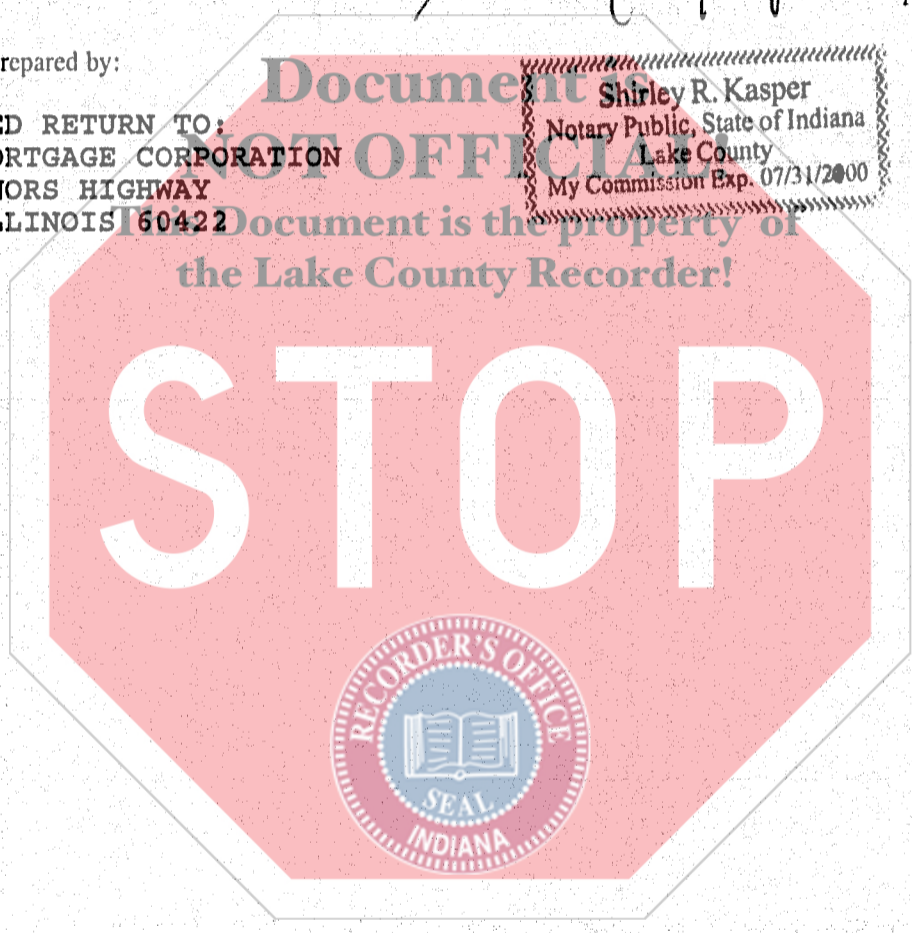 repared by:
D RETURN TO:
ORTGAGE CORPORATION
ORS HIGHWAY
LLINOIS 60422
Shirley R. Kasper
Notary Public, State of Indiana
Lake County
My Commission Exp. 07/31/2000
Document is
NOT OFFICIAL!
This Document is the property of
the Lake County Recorder!
STOP
RECORDER'S OFFICE
SEAL
INDIANA